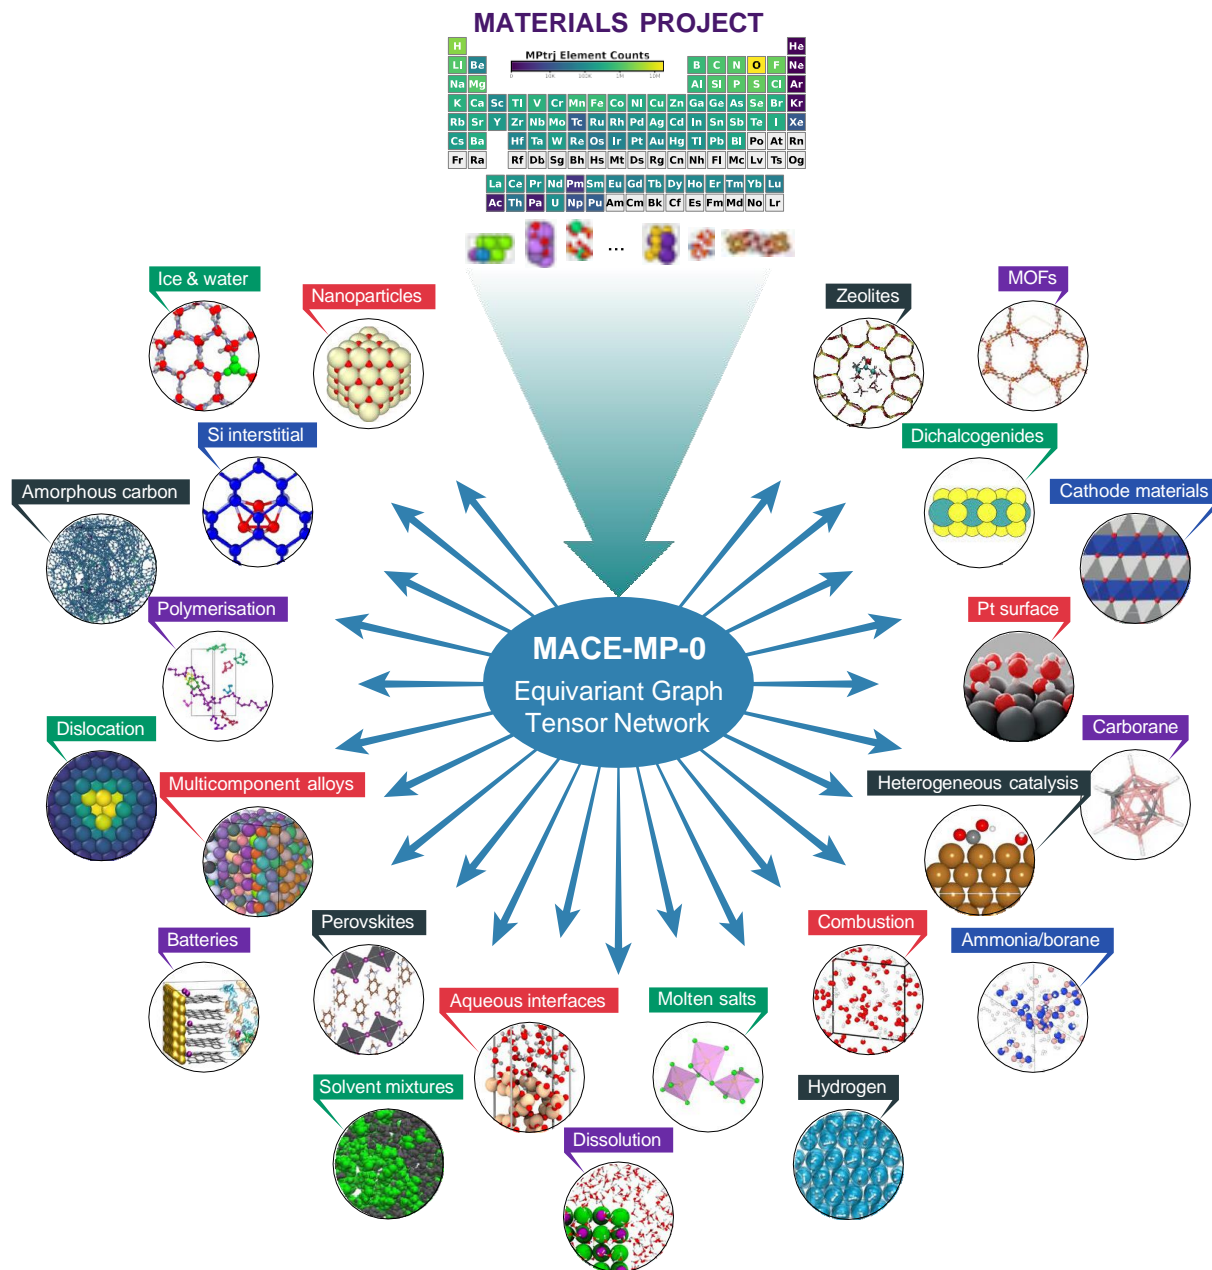 MATERIALS PROJECT
H He
MPtrj Element Counts
0 10K 100K 1M 10M
Li Be B C N O F Ne
Na Mg Al Si P S Cl Ar
K Ca Sc Ti V Cr Mn Fe Co Ni Cu Zn Ga Ge As Se Br Kr
Rb Sr Y Zr Nb Mo Tc Ru Rh Pd Ag Cd In Sn Sb Te I Xe
Cs Ba Hf Ta W Re Os Ir Pt Au Hg Tl Pb Bi Po At Rn
Fr Ra Rf Db Sg Bh Hs Mt Ds Rg Cn Nh Fl Mc Lv Ts Og
La Ce Pr Nd Pm Sm Eu Gd Tb Dy Ho Er Tm Yb Lu
Ac Th Pa U Np Pu Am Cm Bk Cf Es Fm Md No Lr
...
Ice & water
Nanoparticles
Zeolites
MOFs
Si interstitial
Dichalcogenides
Amorphous carbon
Cathode materials
Polymerisation
Pt surface
MACE-MP-0
Equivariant Graph
Tensor Network
Dislocation
Carborane
Multicomponent alloys
Heterogeneous catalysis
Perovskites
Combustion
Batteries
Ammonia/borane
Aqueous interfaces
Molten salts
Solvent mixtures
Hydrogen
Dissolution